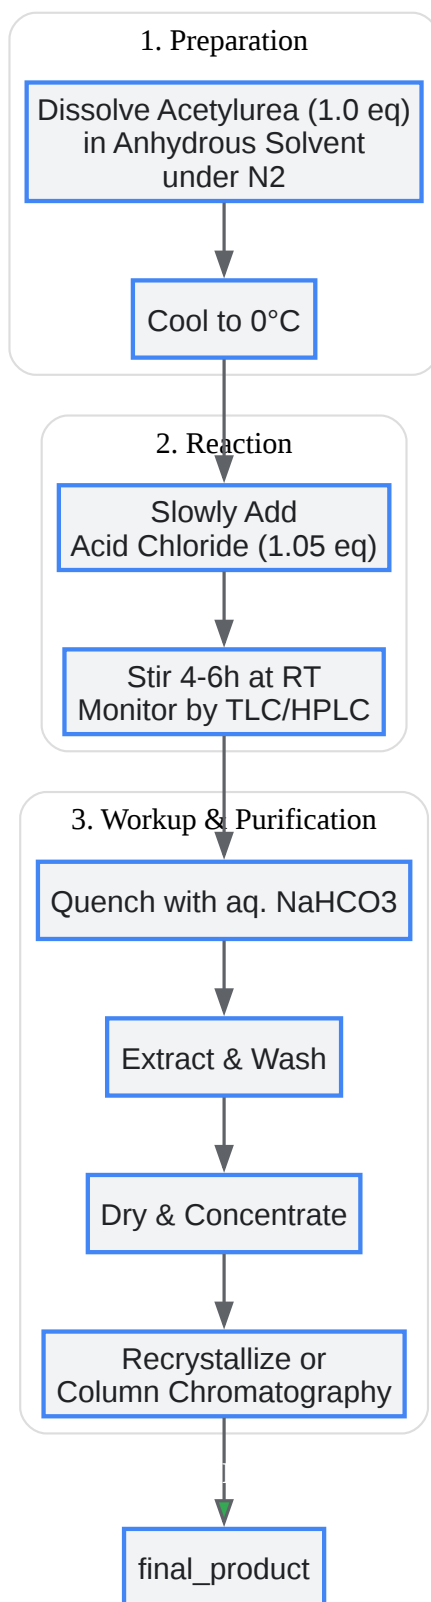 1. Preparation
Dissolve Acetylurea (1.0 eq)
in Anhydrous Solvent
under N2
Cool to 0°C
2. Reaction
Slowly Add
Acid Chloride (1.05 eq)
Stir 4-6h at RT
Monitor by TLC/HPLC
3. Workup & Purification
Quench with aq. NaHCO3
Extract & Wash
Dry & Concentrate
Recrystallize or
Column Chromatography
final_product